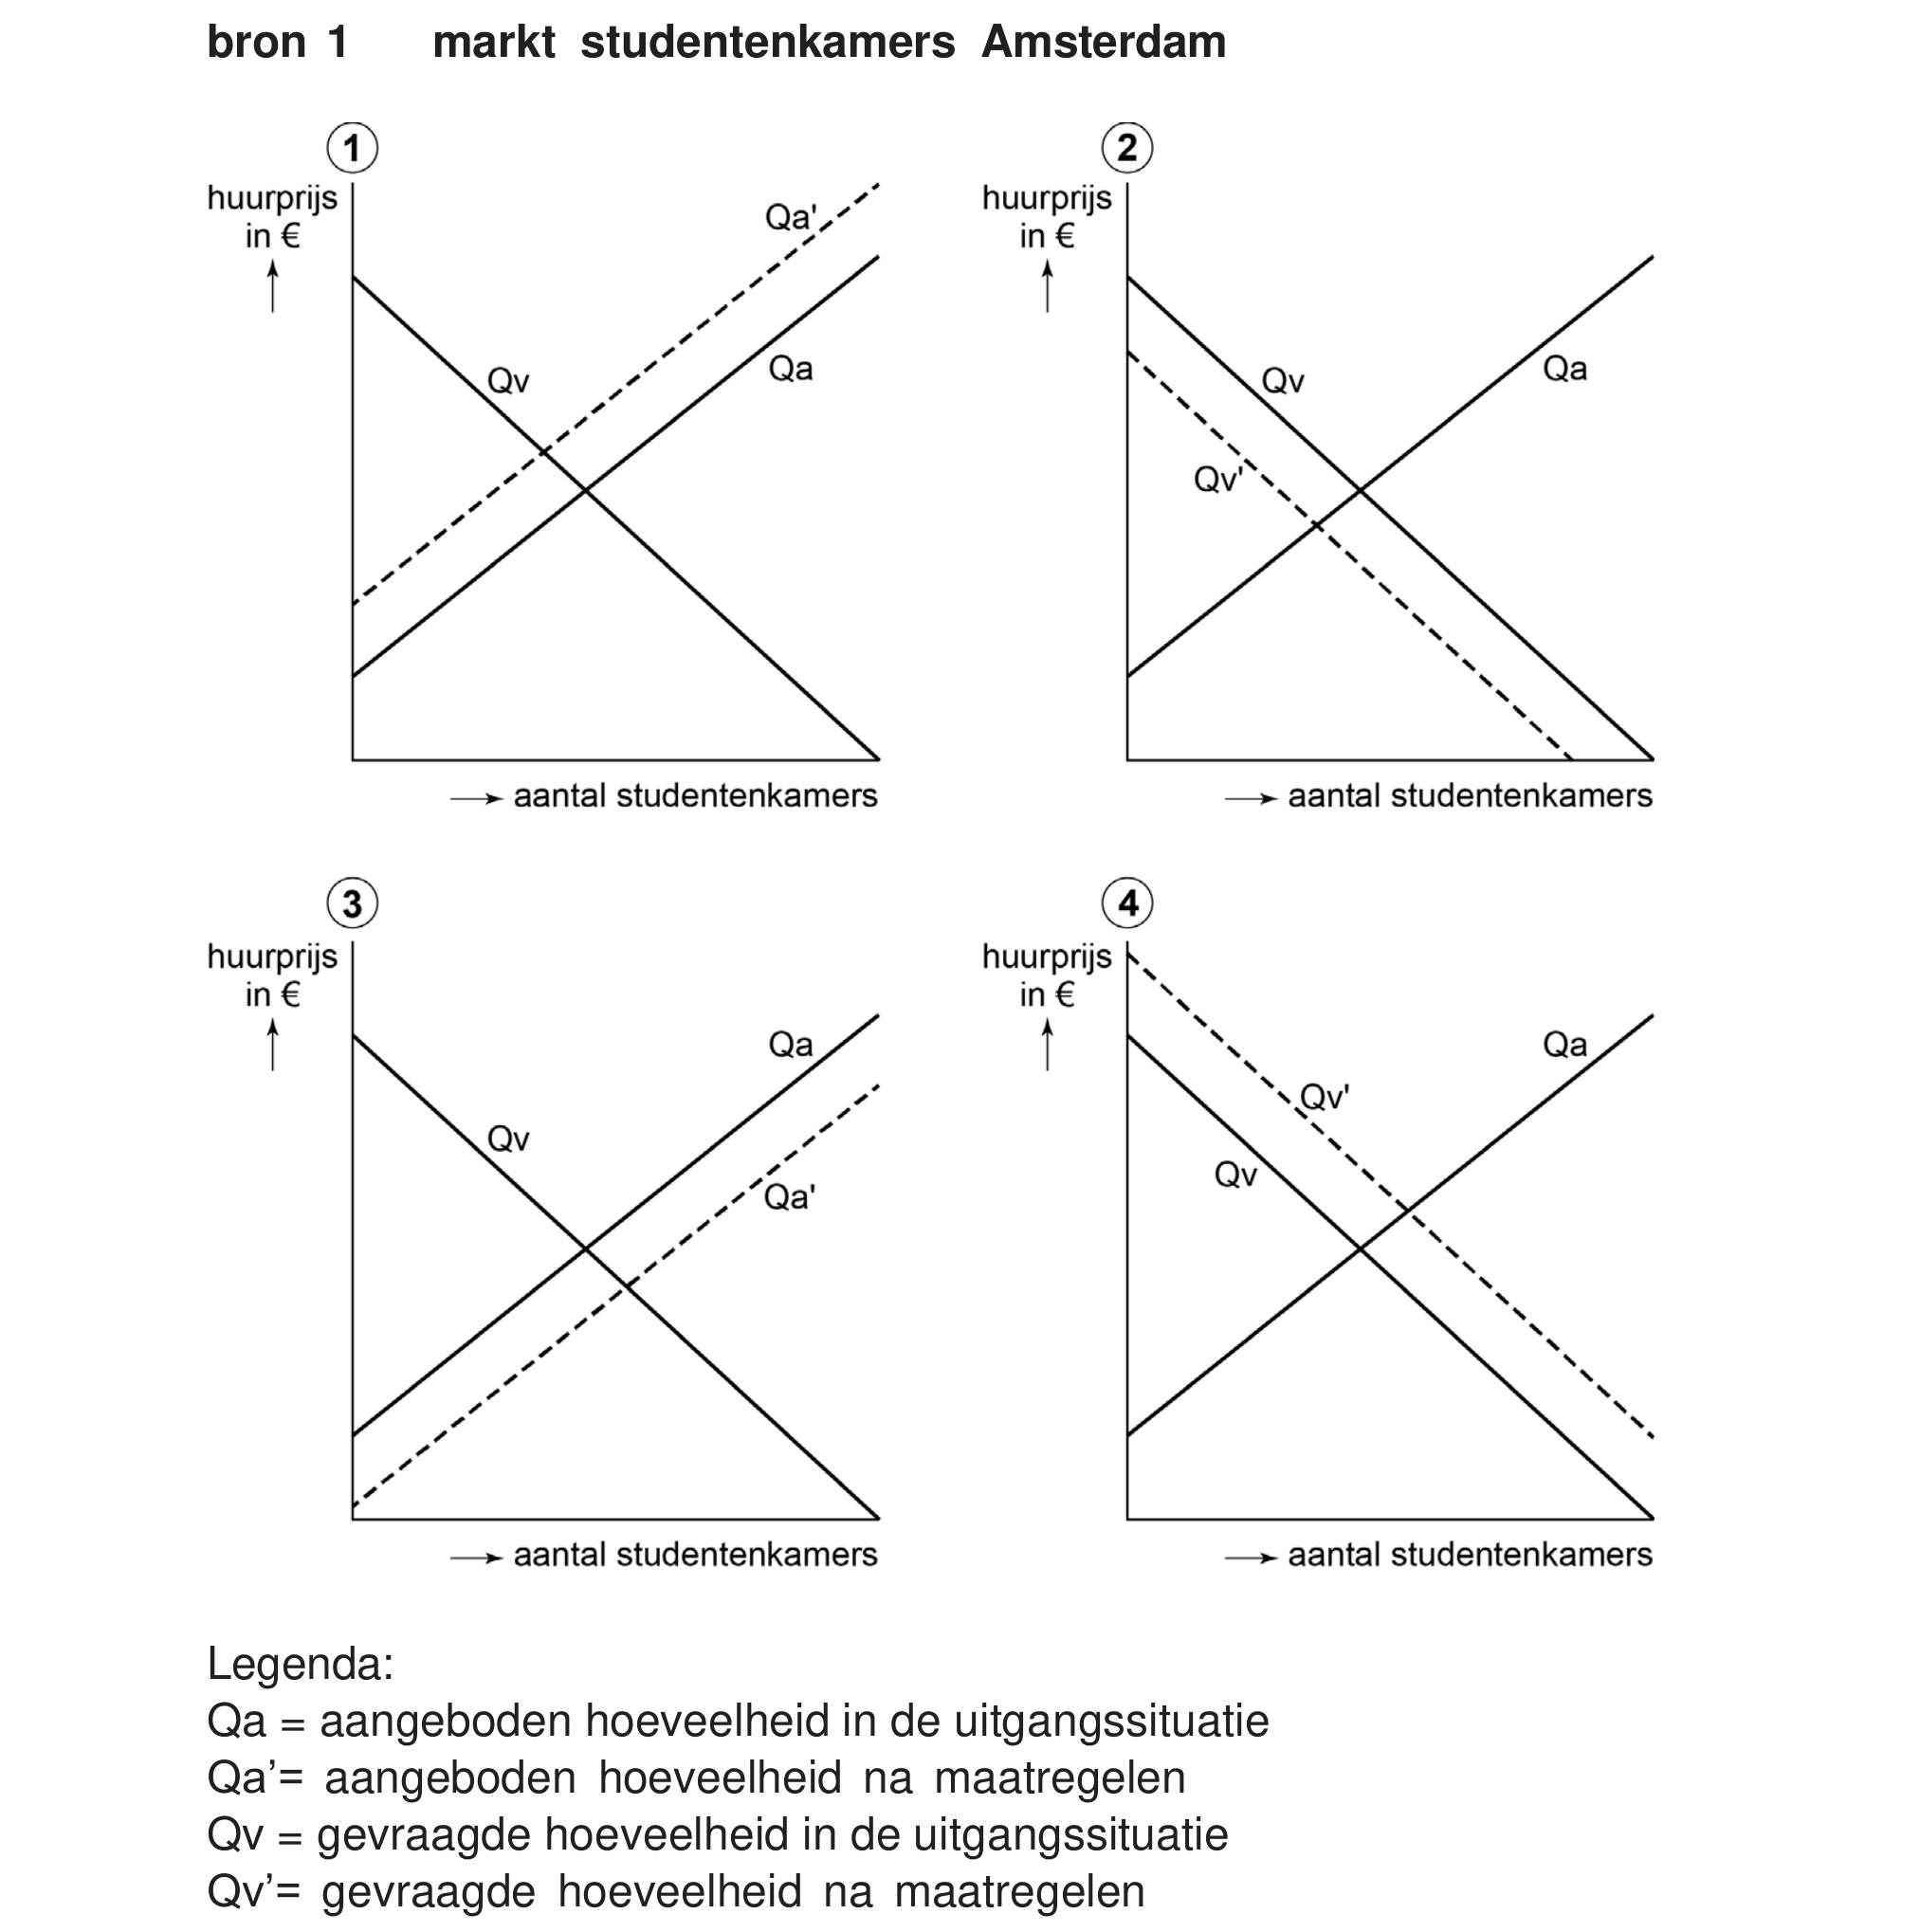 bron 1 markt studentenkamers Amsterdam
1
huurprijs
in €
Qa'
Qv
Qa
aantal studentenkamers
2
huurprijs
in €
Qv
Qa
Qv'
aantal studentenkamers
3
huurprijs
in €
Qa
Qv
Qa'
aantal studentenkamers
4
huurprijs
in €
Qa
Qv'
Qv
aantal studentenkamers
Legenda:
Qa = aangeboden hoeveelheid in de uitgangssituatie
Qa’= aangeboden hoeveelheid na maatregelen
Qv = gevraagde hoeveelheid in de uitgangssituatie
Qv’= gevraagde hoeveelheid na maatregelen